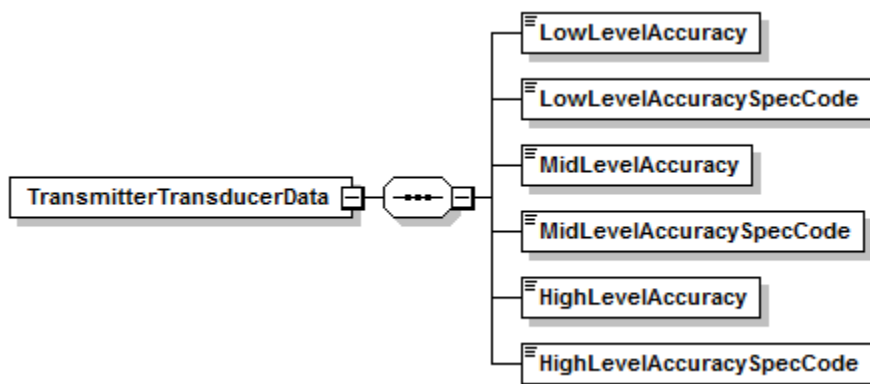 LowLevelAccuracy
LowLevelAccuracySpecCode
MidLevelAccuracy
TransmitterTransducerData
MidLevelAccuracySpecCode
HighLevelAccuracy
HighLevelAccuracySpecCode